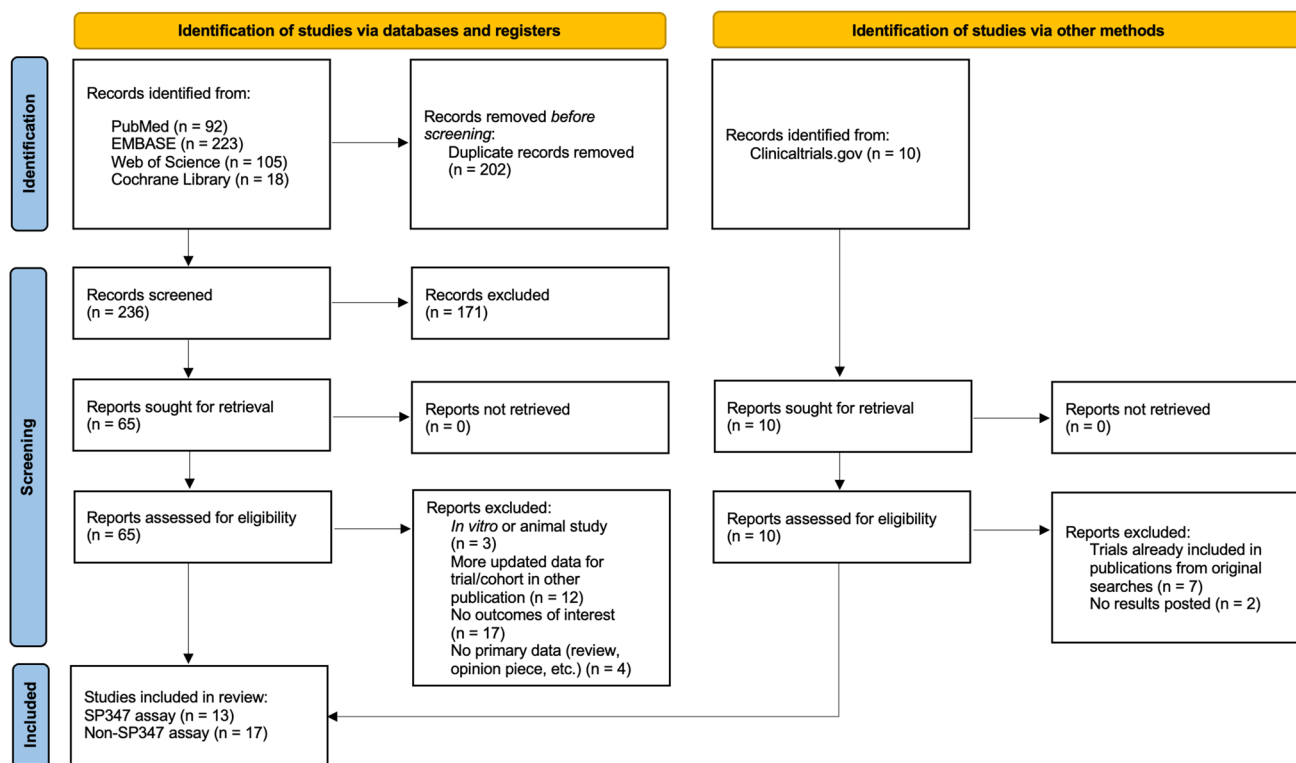 Identification of studies via databases and registers
Identification of studies via other methods
Identification
Records identified from:
PubMed (n = 92)
EMBASE (n = 223)
Web of Science (n = 105)
Cochrane Library (n = 18)
Records removed before
screening:
Duplicate records removed
(n = 202)
Records identified from:
Clinicaltrials.gov (n = 10)
Screening
Records screened
(n = 236)
Records excluded
(n = 171)
Reports sought for retrieval
(n = 65)
Reports not retrieved
(n = 0)
Reports sought for retrieval
(n = 10)
Reports not retrieved
(n = 0)
Reports assessed for eligibility
(n = 65)
Reports excluded:
In vitro or animal study
(n = 3)
More updated data for
trial/cohort in other
publication (n = 12)
No outcomes of interest
(n = 17)
No primary data (review,
opinion piece, etc.) (n = 4)
Reports assessed for eligibility
(n = 10)
Reports excluded:
Trials already included in
publications from original
searches (n = 7)
No results posted (n = 2)
Included
Studies included in review:
SP347 assay (n = 13)
Non-SP347 assay (n = 17)